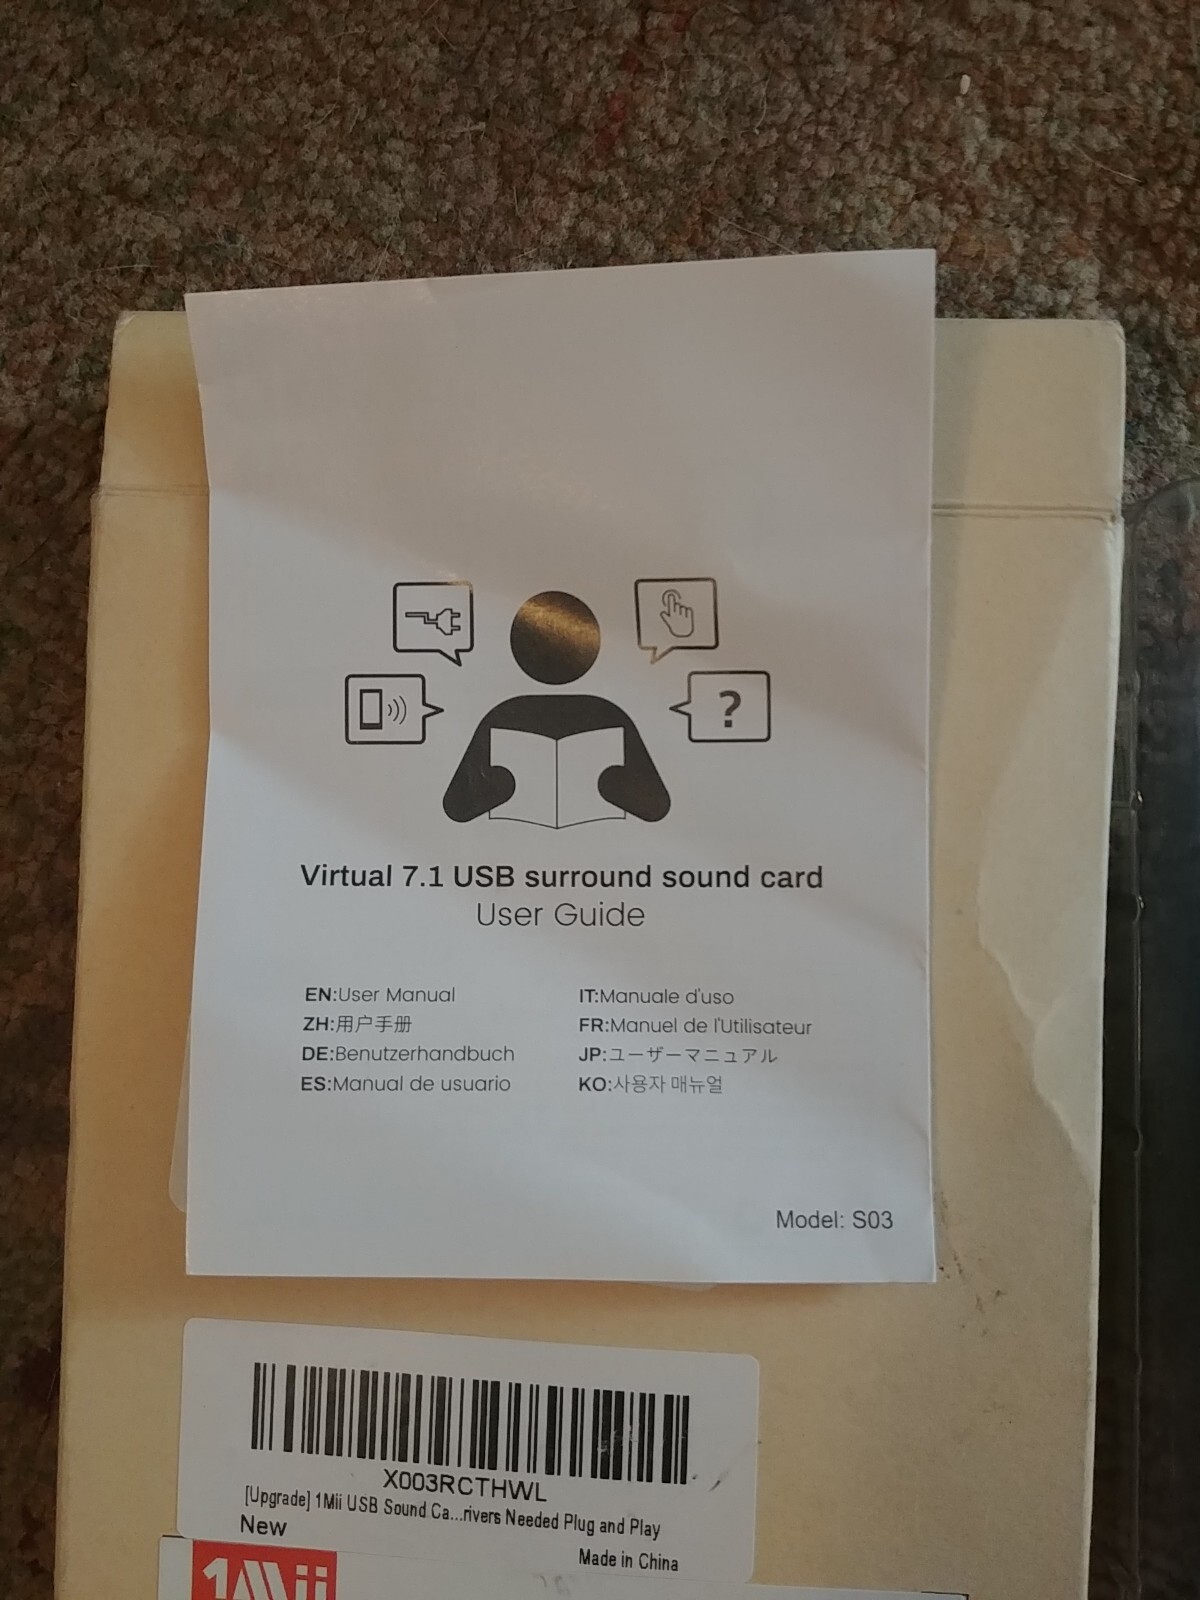 ?
Virtual 7.1 USB surround sound card
User Guide
EN:User Manual
ZH:用户手册
DE:Benutzerhandbuch
ES:Manual de usuario
IT:Manuale d'uso
FR:Manuel de l'Utilisateur
JP:ユーザーマニュアル
KO:사용자 매뉴얼
Model: S03
X003RCTHWL
[Upgrade] 1Mii USB Sound Ca...rivers Needed Plug and Play
New
Made in China
1Mii